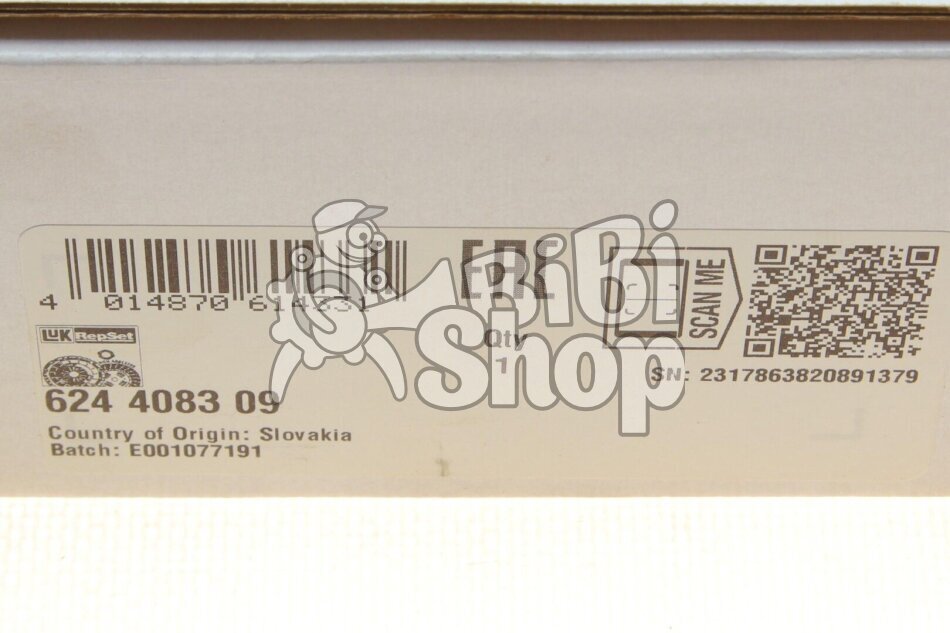 4 014870
LUK RepSet
624 4083 09
Country of Origin: Slovakia
Batch: E001077191
EAC
Qty
1
SCAN ME
SN: 2317863820891379
BiBi
Shop